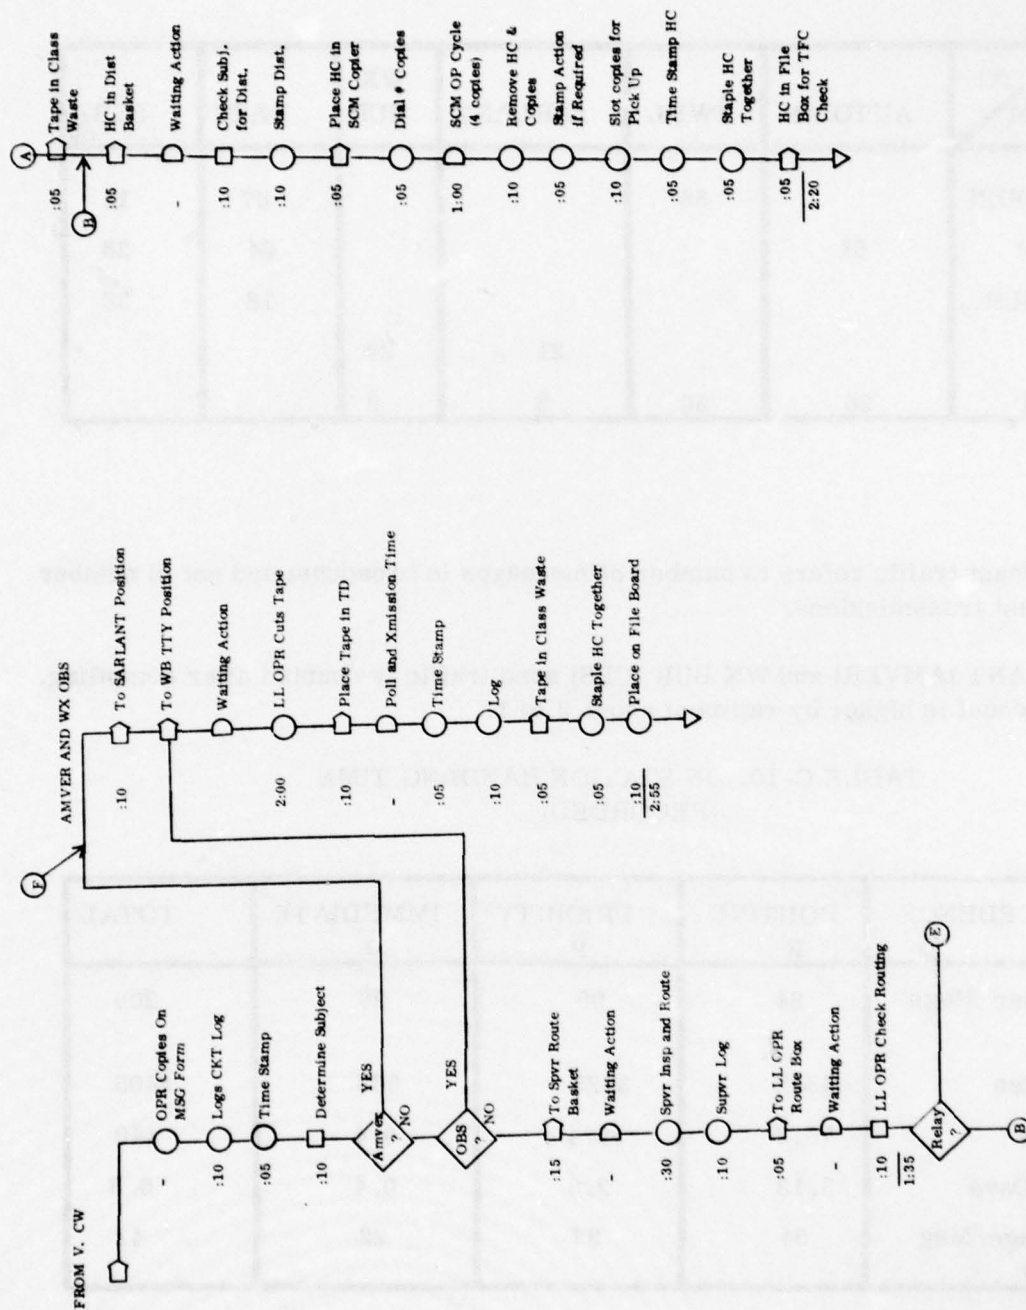 FROM V. CW
-
OPR Copies On
MSG Form
:10
Logs CKT Log
:05
Time Stamp
:10
Determine Subject
Amver
?
YES
NO
OBS
?
YES
NO
:15
To Spvr Route
Basket
-
Waiting Action
:30
Spvr Insp and Route
:10
Supvr Log
:05
To LL OPR
Route Box
-
Waiting Action
:10
LL OPR Check Routing
1:35
Relay
?
E
B
F
AMVER AND WX OBS
:10
To SARLANT Position
To WB TTY Position
Waiting Action
2:00
LL OPR Cuts Tape
:10
Place Tape in TD
-
Poll and Xmission Time
:05
Time Stamp
:10
Log
:05
Tape in Class Waste
:05
Staple HC Together
:10
Place on File Board
2:55
A
:05
Tape in Class
Waste
B
:05
HC in Dist
Basket
-
Waiting Action
:10
Check Subj
for Dist.
:10
Stamp Dist.
:05
Place HC in
SCM Copier
:05
Dial # Copies
1:00
SCM OP Cycle
(6 copies)
:10
Remove HC &
Copies
:05
Stamp Action
if Required
:10
Slot copies for
Pick Up
:05
Time Stamp HC
:05
Staple HC
Together
:05
HC in File
Box for TFC
Check
2:20